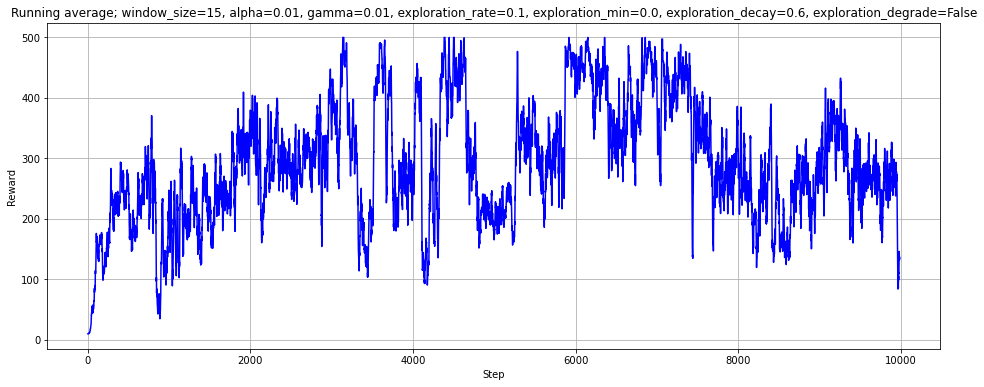 Running average; window_size=15, alpha=0.01, gamma=0.01, exploration_rate=0.1, exploration_min=0.0, exploration_decay=0.6, exploration_degrade=False
500
400
300
200
100
0
Reward
0 2000 4000 6000 8000 10000
Step